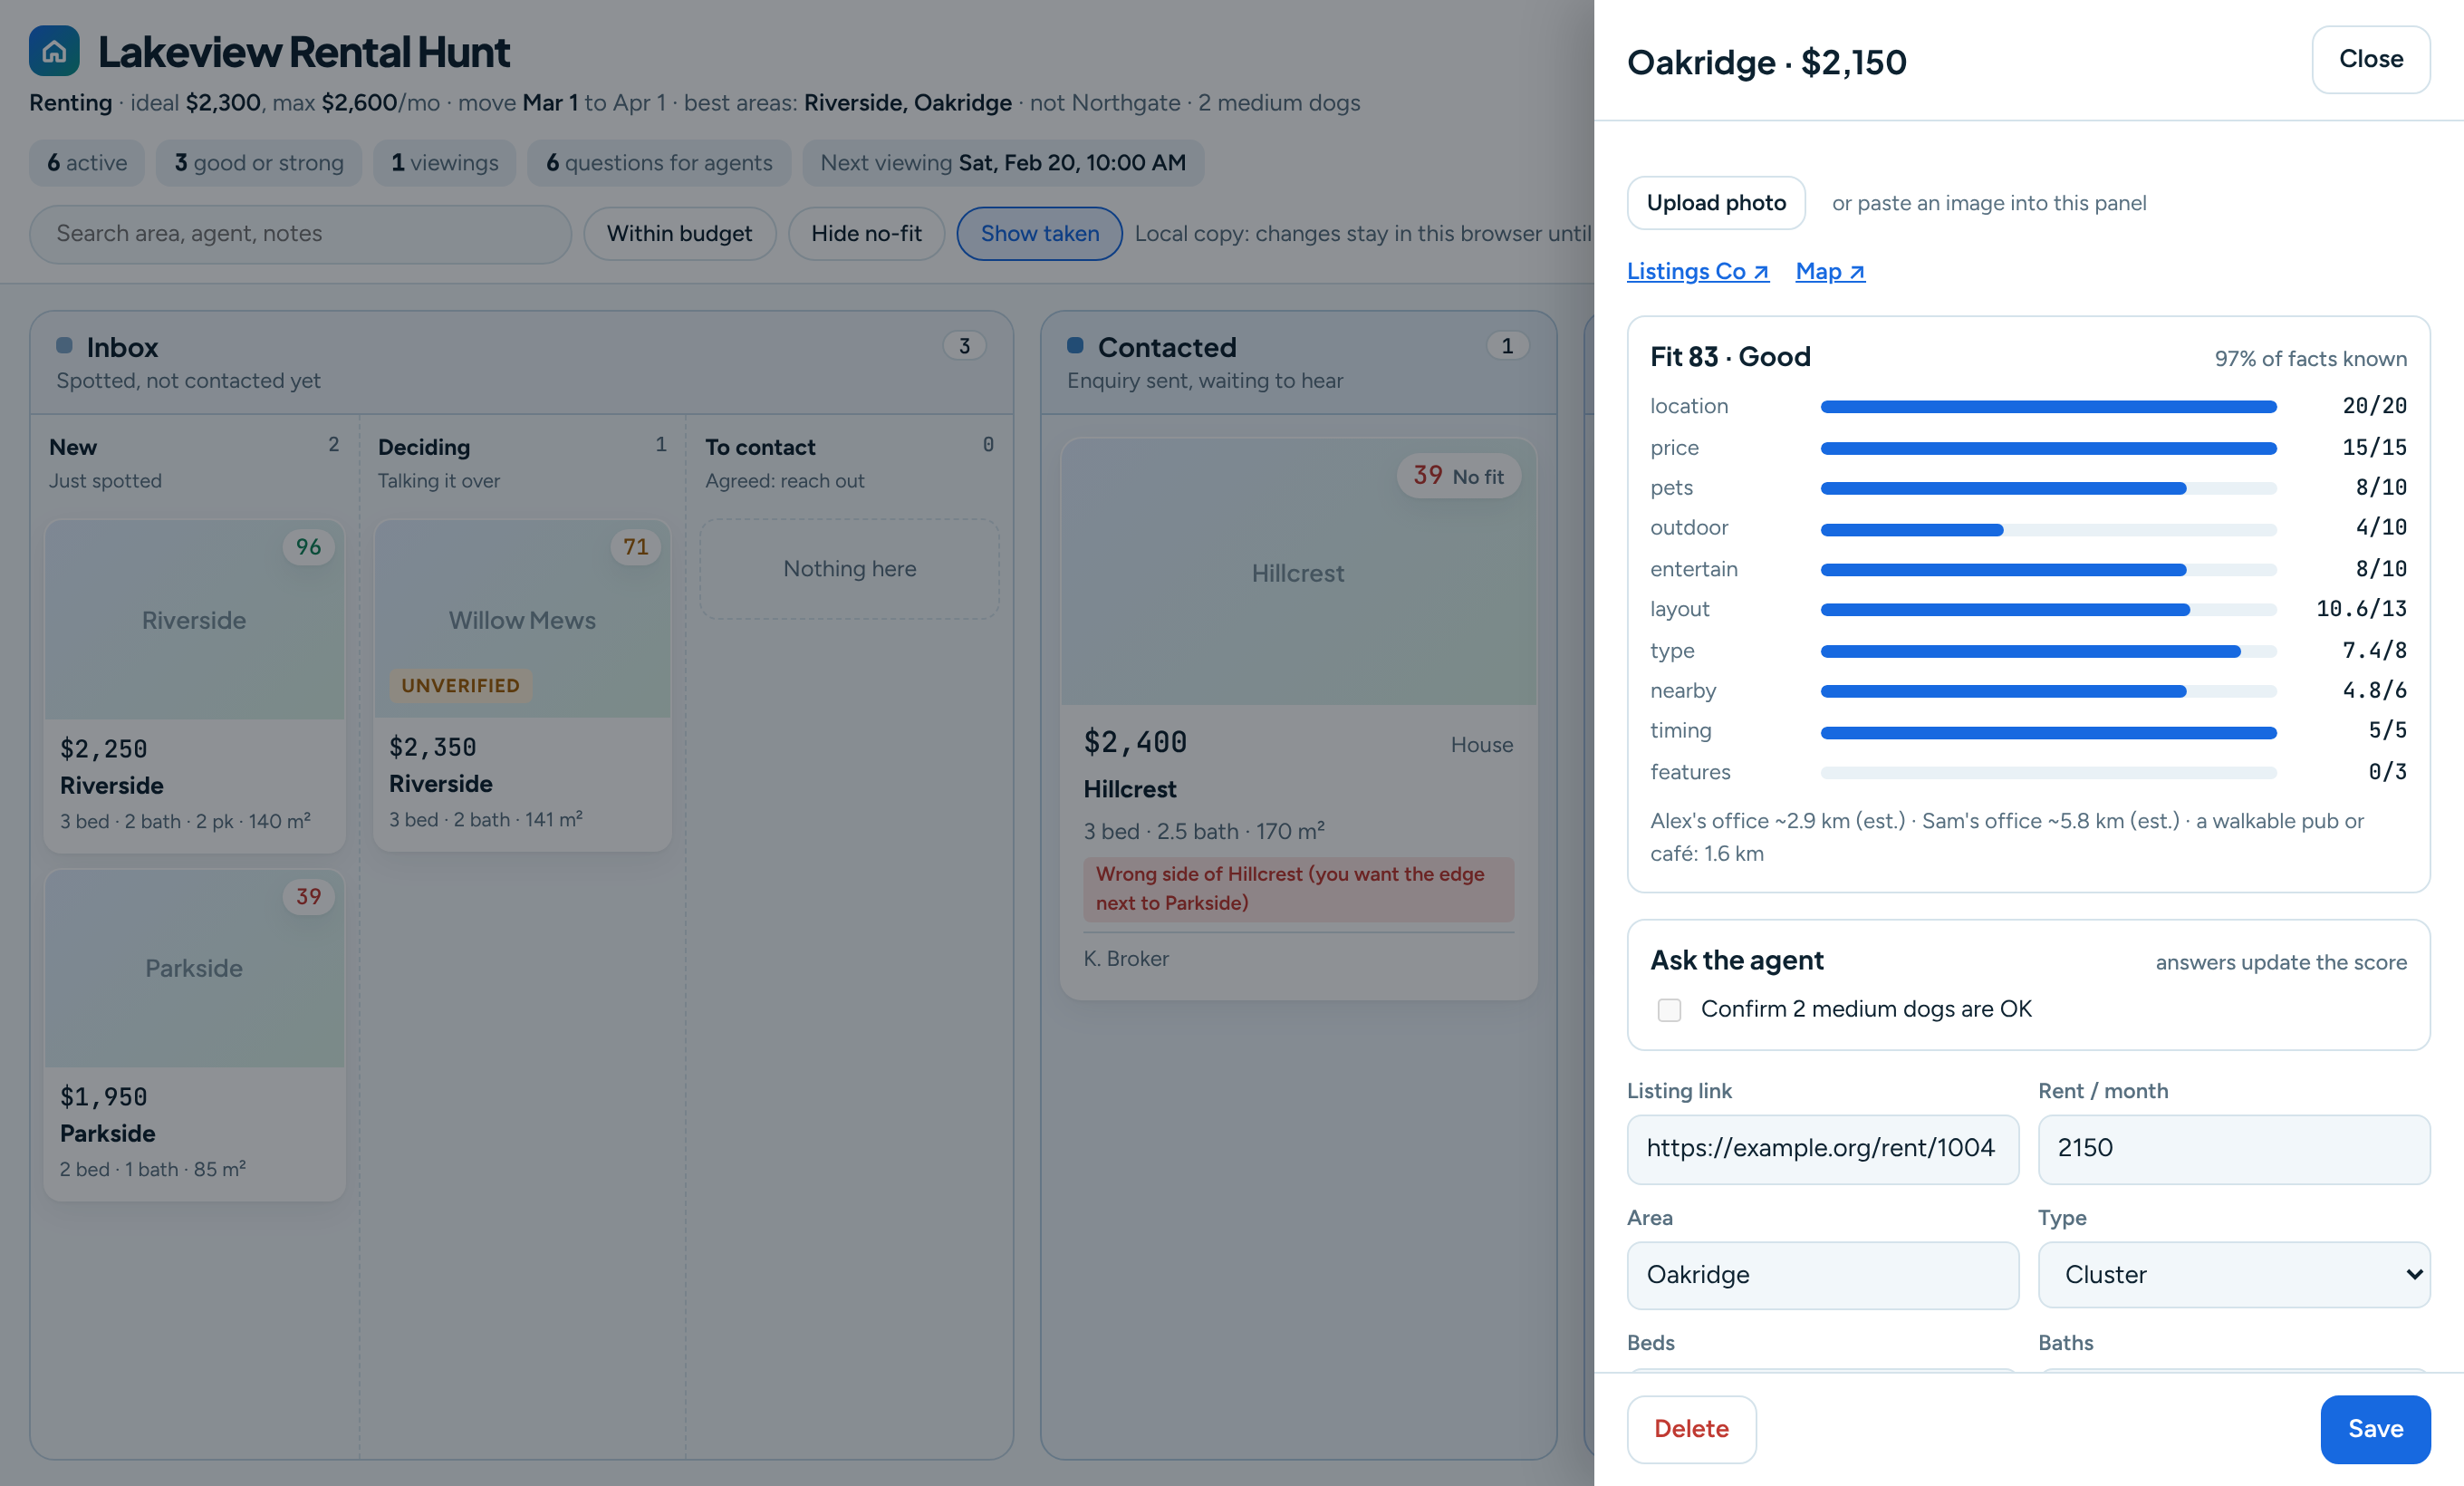 Lakeview Rental Hunt
Renting · ideal $2,300, max $2,600/mo · move Mar 1 to Apr 1 · best areas: Riverside, Oakridge · not Northgate · 2 medium dogs
6 active
3 good or strong
1 viewings
6 questions for agents
Next viewing Sat, Feb 20, 10:00 AM
Search area, agent, notes
Within budget
Hide no-fit
Show taken
Local copy: changes stay in this browser until
Inbox
3
Spotted, not contacted yet
New
2
Just spotted
96
Riverside
$2,250
Riverside
3 bed · 2 bath · 2 pk · 140 m²
39
Parkside
$1,950
Parkside
2 bed · 1 bath · 85 m²
Deciding
1
Talking it over
71
Willow Mews
UNVERIFIED
$2,350
Riverside
3 bed · 2 bath · 141 m²
To contact
0
Agreed: reach out
Nothing here
Contacted
1
Enquiry sent, waiting to hear
39 No fit
Hillcrest
$2,400
House
Hillcrest
3 bed · 2.5 bath · 170 m²
Wrong side of Hillcrest (you want the edge
next to Parkside)
K. Broker
Oakridge · $2,150
Close
Upload photo
or paste an image into this panel
Listings Co ↗
Map ↗
Fit 83 · Good
97% of facts known
location 20/20
price 15/15
pets 8/10
outdoor 4/10
entertain 8/10
layout 10.6/13
type 7.4/8
nearby 4.8/6
timing 5/5
features 0/3
Alex's office ~2.9 km (est.) · Sam's office ~5.8 km (est.) · a walkable pub or
café: 1.6 km
Ask the agent
answers update the score
Confirm 2 medium dogs are OK
Listing link
https://example.org/rent/1004
Rent / month
2150
Area
Oakridge
Type
Cluster
Beds
Baths
Delete
Save